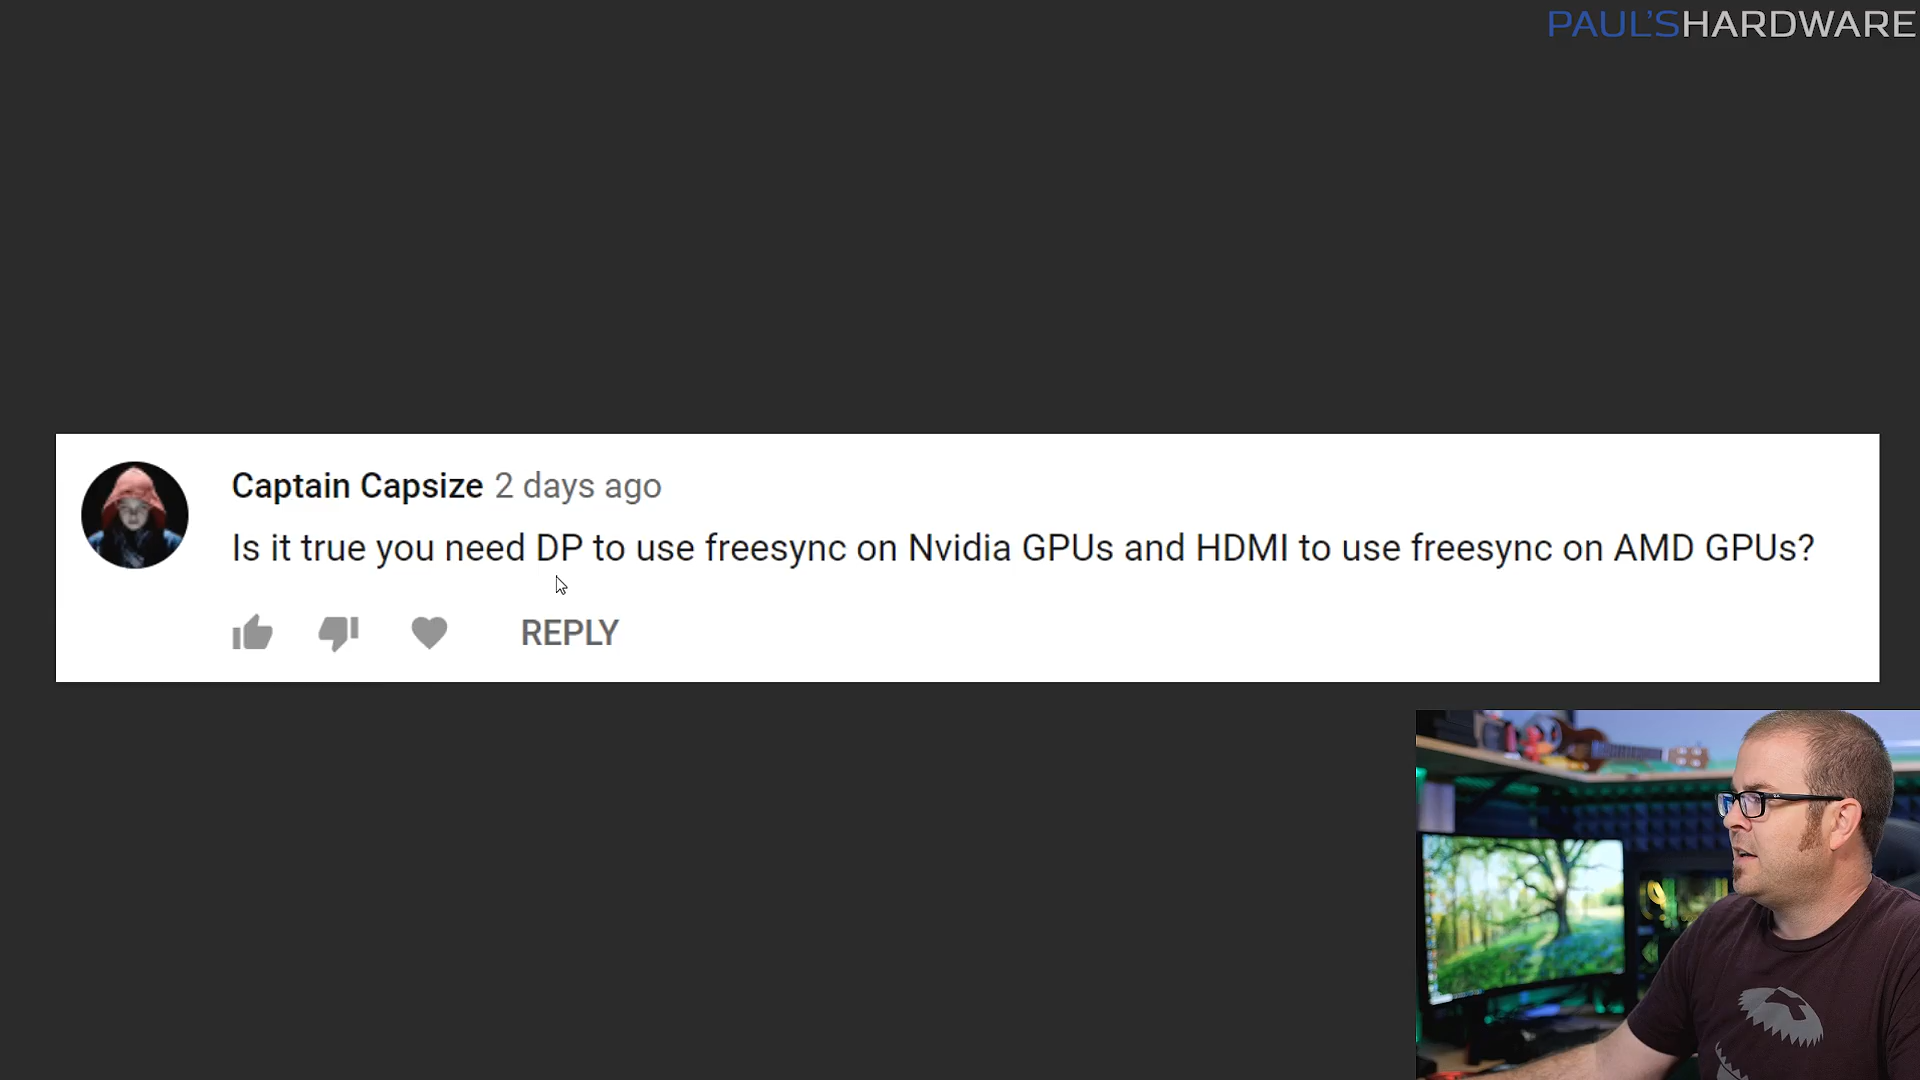 PAUL'SHARDWARE
Captain Capsize 2 days ago
Is it true you need DP to use freesync on Nvidia GPUs and HDMI to use freesync on AMD GPUs?
REPLY